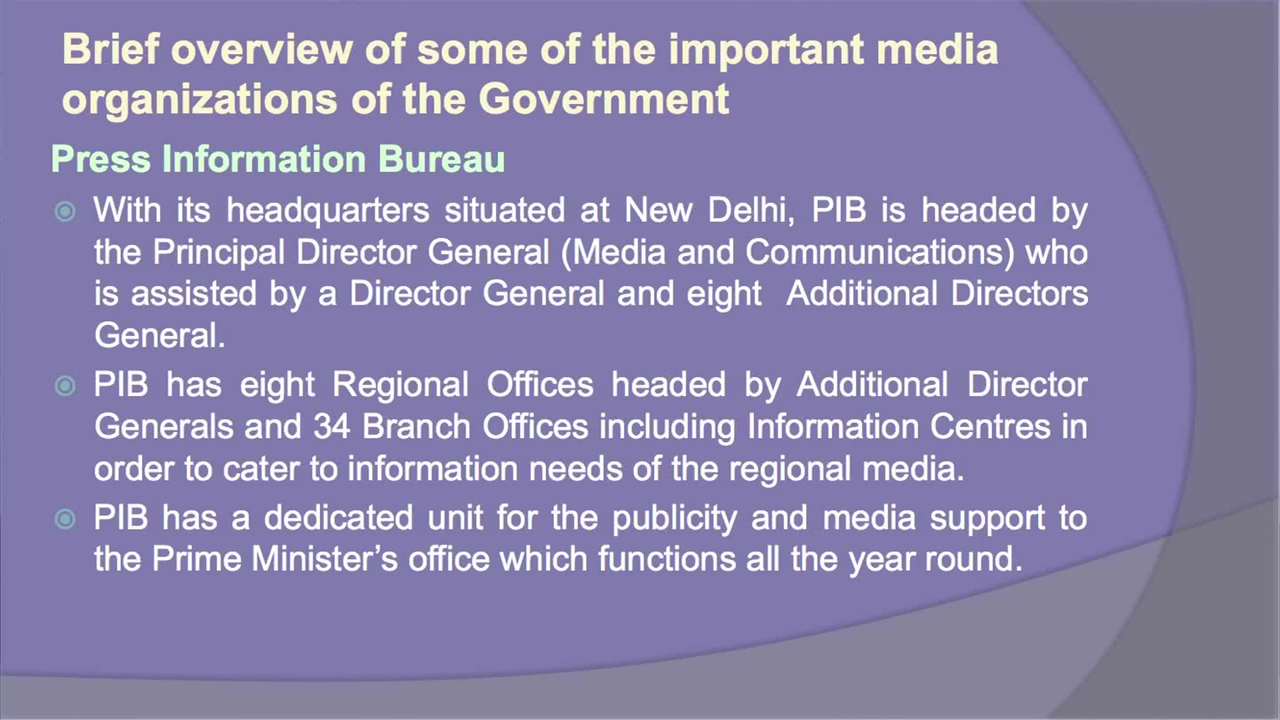 Brief overview of some of the important media
organizations of the Government
Press Information Bureau
With its headquarters situated at New Delhi, PIB is headed by
the Principal Director General (Media and Communications) who
is assisted by a Director General and eight Additional Directors
General.
PIB has eight Regional Offices headed by Additional Director
Generals and 34 Branch Offices including Information Centres in
order to cater to information needs of the regional media.
PIB has a dedicated unit for the publicity and media support to
the Prime Minister’s office which functions all the year round.